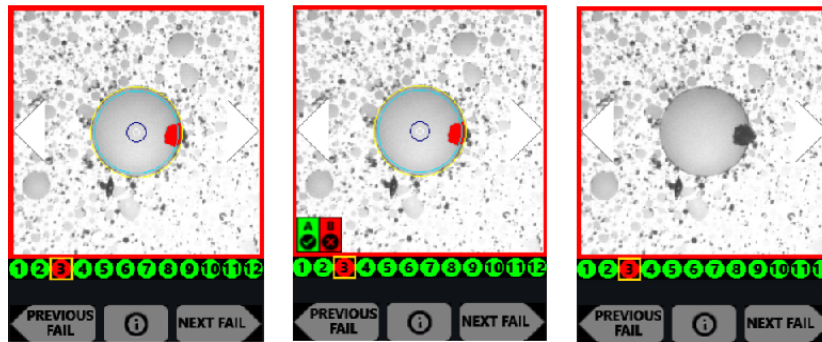 1 2 3 4 5 6 7 8 9 10 11 12
PREVIOUS
FAIL
i
NEXT FAIL
A B
1 2 3 4 5 6 7 8 9 10 11 12
PREVIOUS
FAIL
i
NEXT FAIL
1 2 3 4 5 6 7 8 9 10 11
PREVIOUS
FAIL
i
NEXT FAIL